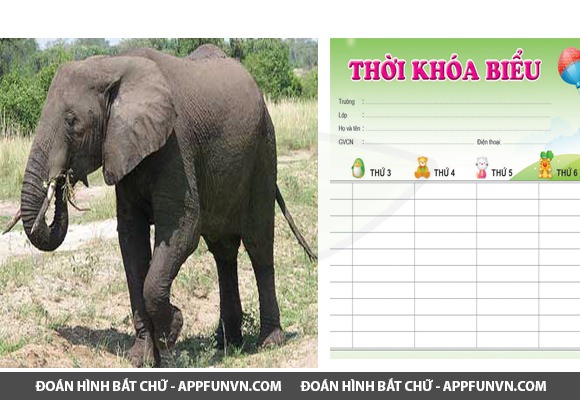 THỜI KHÓA BIỂU
Trường :
Lớp :
Họ và tên :
GVCN : Điện thoại:
THỨ 3 THỨ 4 THỨ 5 THỨ 6
ĐOÁN HÌNH BẮT CHỮ - APPFUNVN.COM ĐOÁN HÌNH BẮT CHỮ - APPFUNVN.COM